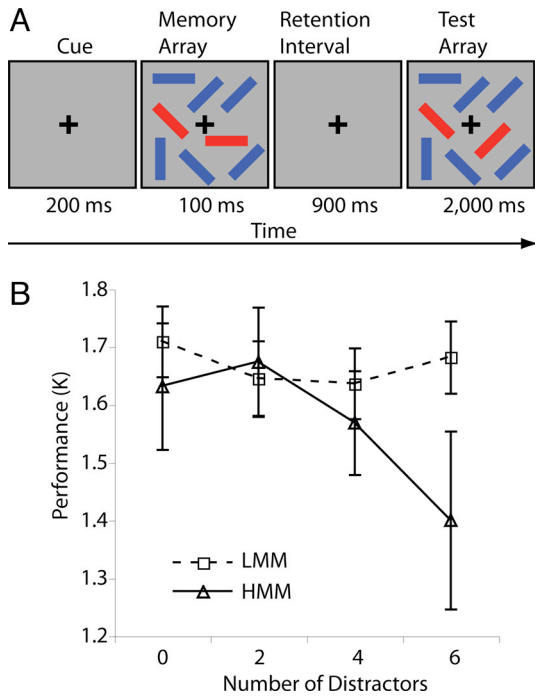 A
Cue
Memory
Array
Retention
Interval
Test
Array
200 ms
100 ms
900 ms
2,000 ms
Time
B
Performance (K)
1.8
1.7
1.6
1.5
1.4
1.3
1.2
LMM
HMM
0 2 4 6
Number of Distractors